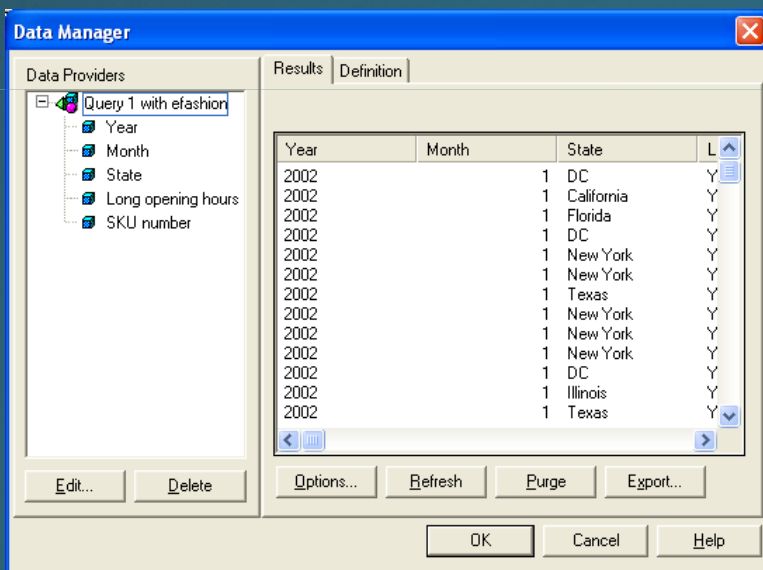 Data Manager
Data Providers
Query 1 with efashion
Year
Month
State
Long opening hours
SKU number
Edit...
Delete
Results
Definition
Year Month State L
2002 1 DC Y
2002 1 California Y
2002 1 Florida Y
2002 1 DC Y
2002 1 New York Y
2002 1 New York Y
2002 1 Texas Y
2002 1 New York Y
2002 1 New York Y
2002 1 New York Y
2002 1 DC Y
2002 1 Illinois Y
2002 1 Texas Y
Options...
Refresh
Purge
Export...
OK
Cancel
Help